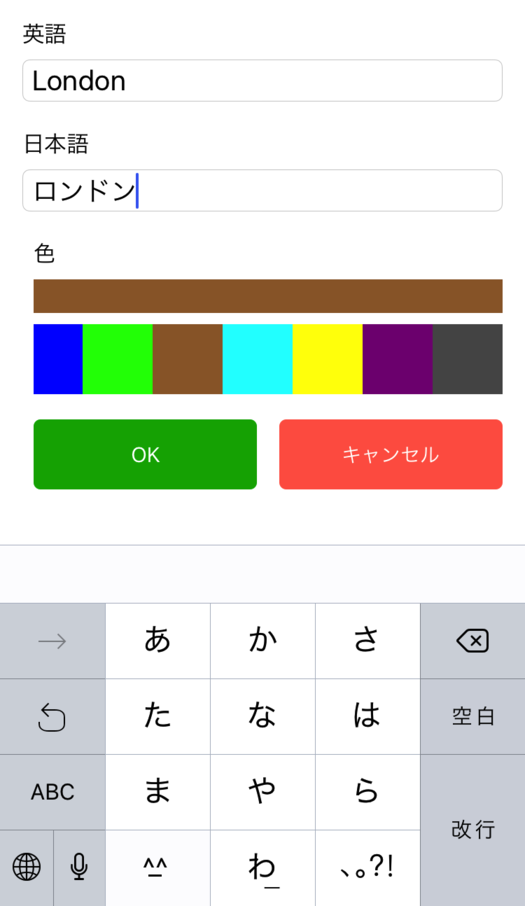 英語
London
日本語
ロンドン
色
OK キャンセル
→ あ か さ
た な は 空白
ABC ま や ら
^^ わ_ 、。?! 改行